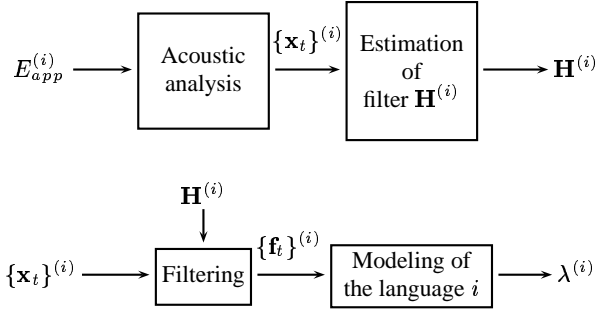 E_{app}^{(i)}
Acoustic
analysis
{x_t}^{(i)}
Estimation
of
filter H^{(i)}
H^{(i)}
H^{(i)}
{x_t}^{(i)}
Filtering
{f_t}^{(i)}
Modeling of
the language i
λ^{(i)}